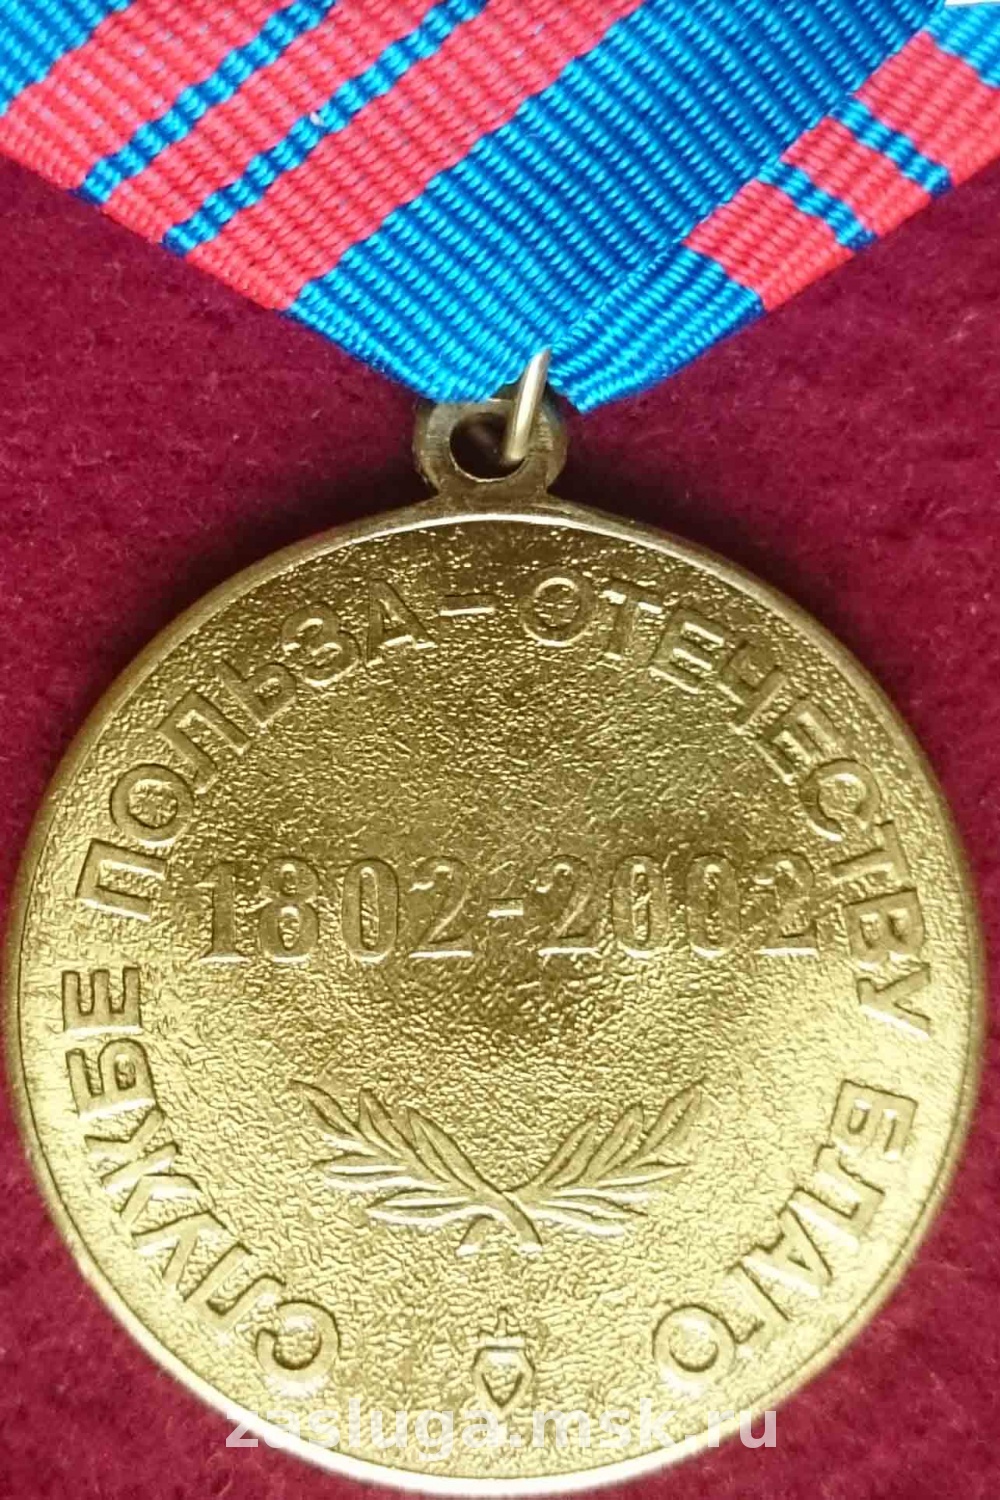 СЛУЖБЕ ПОЛЬЗА - ОТЕЧЕСТВУ БЛАГО
1802-2002
zasluga.msk.ru